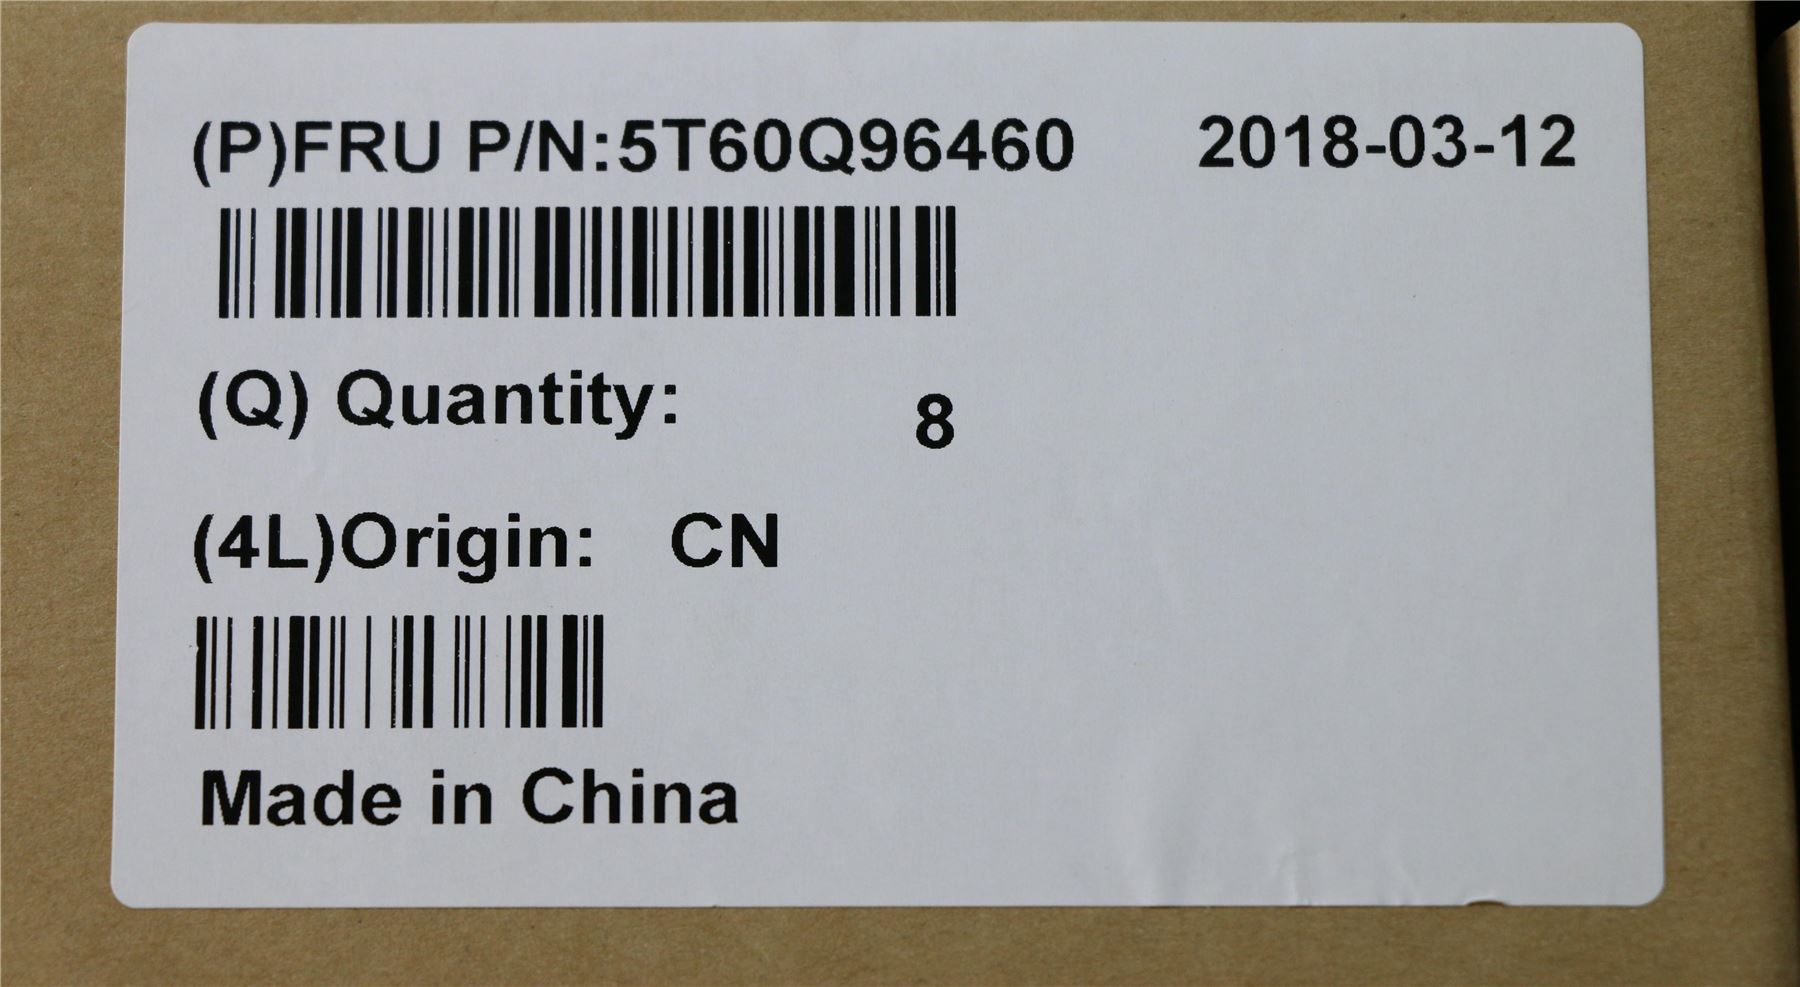 (P)FRU P/N:5T60Q96460 2018-03-12
(Q) Quantity: 8
(4L)Origin: CN
Made in China